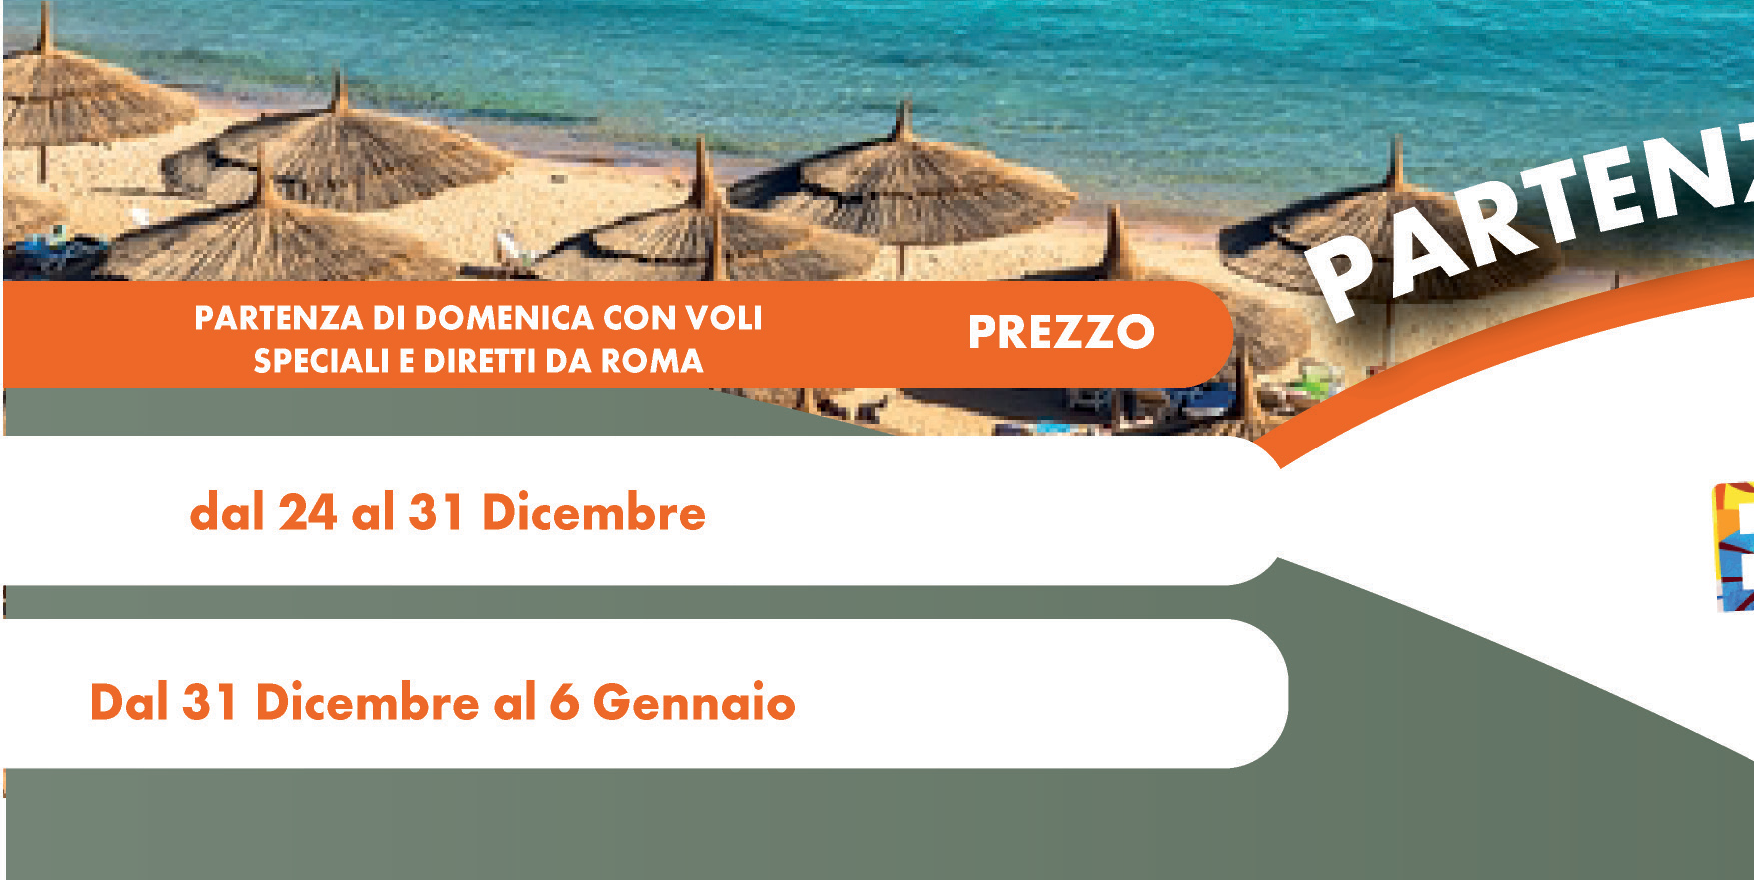 PARTENZA DI DOMENICA CON VOLI
SPECIALI E DIRETTI DA ROMA
PREZZO
dal 24 al 31 Dicembre
Dal 31 Dicembre al 6 Gennaio